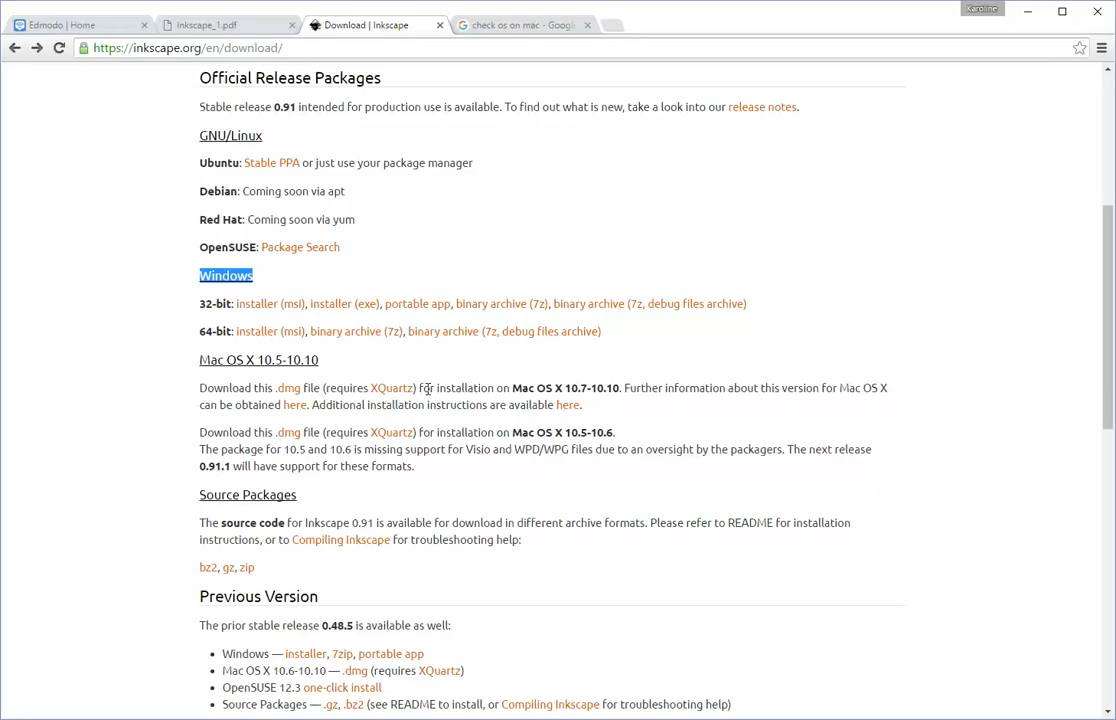 Karoline
Edmodo | Home
Inkscape_1.pdf
Download | Inkscape
check os on mac - Googl
https://inkscape.org/en/download/
Official Release Packages
Stable release 0.91 intended for production use is available. To find out what is new, take a look into our release notes.
GNU/Linux
Ubuntu: Stable PPA or just use your package manager
Debian: Coming soon via apt
Red Hat: Coming soon via yum
OpenSUSE: Package Search
Windows
32-bit: installer (msi), installer (exe), portable app, binary archive (7z), binary archive (7z, debug files archive)
64-bit: installer (msi), binary archive (7z), binary archive (7z, debug files archive)
Mac OS X 10.5-10.10
Download this .dmg file (requires XQuartz) for installation on Mac OS X 10.7-10.10. Further information about this version for Mac OS X
can be obtained here. Additional installation instructions are available here.
Download this .dmg file (requires XQuartz) for installation on Mac OS X 10.5-10.6.
The package for 10.5 and 10.6 is missing support for Visio and WPD/WPG files due to an oversight by the packagers. The next release
0.91.1 will have support for these formats.
Source Packages
The source code for Inkscape 0.91 is available for download in different archive formats. Please refer to README for installation
instructions, or to Compiling Inkscape for troubleshooting help:
bz2, gz, zip
Previous Version
The prior stable release 0.48.5 is available as well:
• Windows — installer, 7zip, portable app
• Mac OS X 10.6-10.10 — .dmg (requires XQuartz)
• OpenSUSE 12.3 one-click install
• Source Packages — .gz, .bz2 (see README to install, or Compiling Inkscape for troubleshooting help)